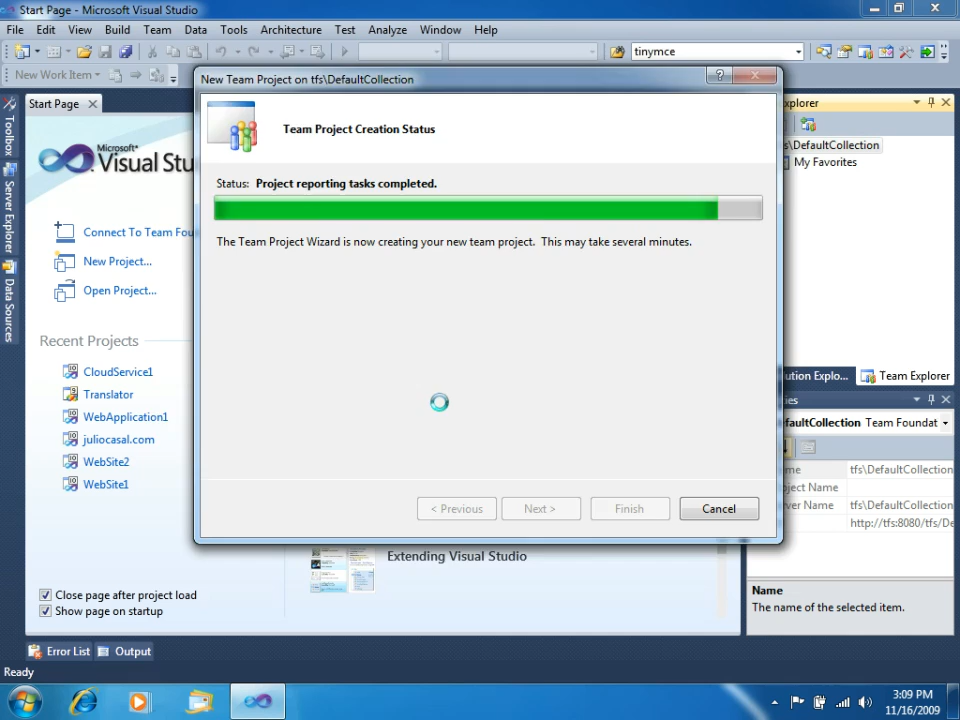 Start Page - Microsoft Visual Studio
File Edit View Build Team Data Tools Architecture Test Analyze Window Help
tinymce
New Work Item
Start Page
Toolbox
Server Explorer
Data Sources
Microsoft
Visual Stu
Connect To Team Fou
New Project...
Open Project...
Recent Projects
CloudService1
Translator
WebApplication1
juliocasal.com
WebSite2
WebSite1
Close page after project load
Show page on startup
Extending Visual Studio
New Team Project on tfs\DefaultCollection
Team Project Creation Status
Status: Project reporting tasks completed.
The Team Project Wizard is now creating your new team project. This may take several minutes.
< Previous Next > Finish Cancel
xplorer
s\DefaultCollection
My Favorites
ution Explo... Team Explorer
ies
faultCollection Team Foundat
me tfs\DefaultCollection
ject Name
ver Name tfs\DefaultCollection
http://tfs:8080/tfs/De
Name
The name of the selected item.
Error List Output
Ready
3:09 PM
11/16/2009